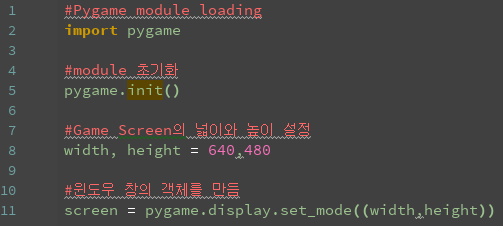 1 #Pygame module loading
2 import pygame
3
4 #module 초기화
5 pygame.init()
6
7 #Game Screen의 넓이와 높이 설정
8 width, height = 640,480
9
10 #윈도우 창의 객체를 만듬
11 screen = pygame.display.set_mode((width,height))